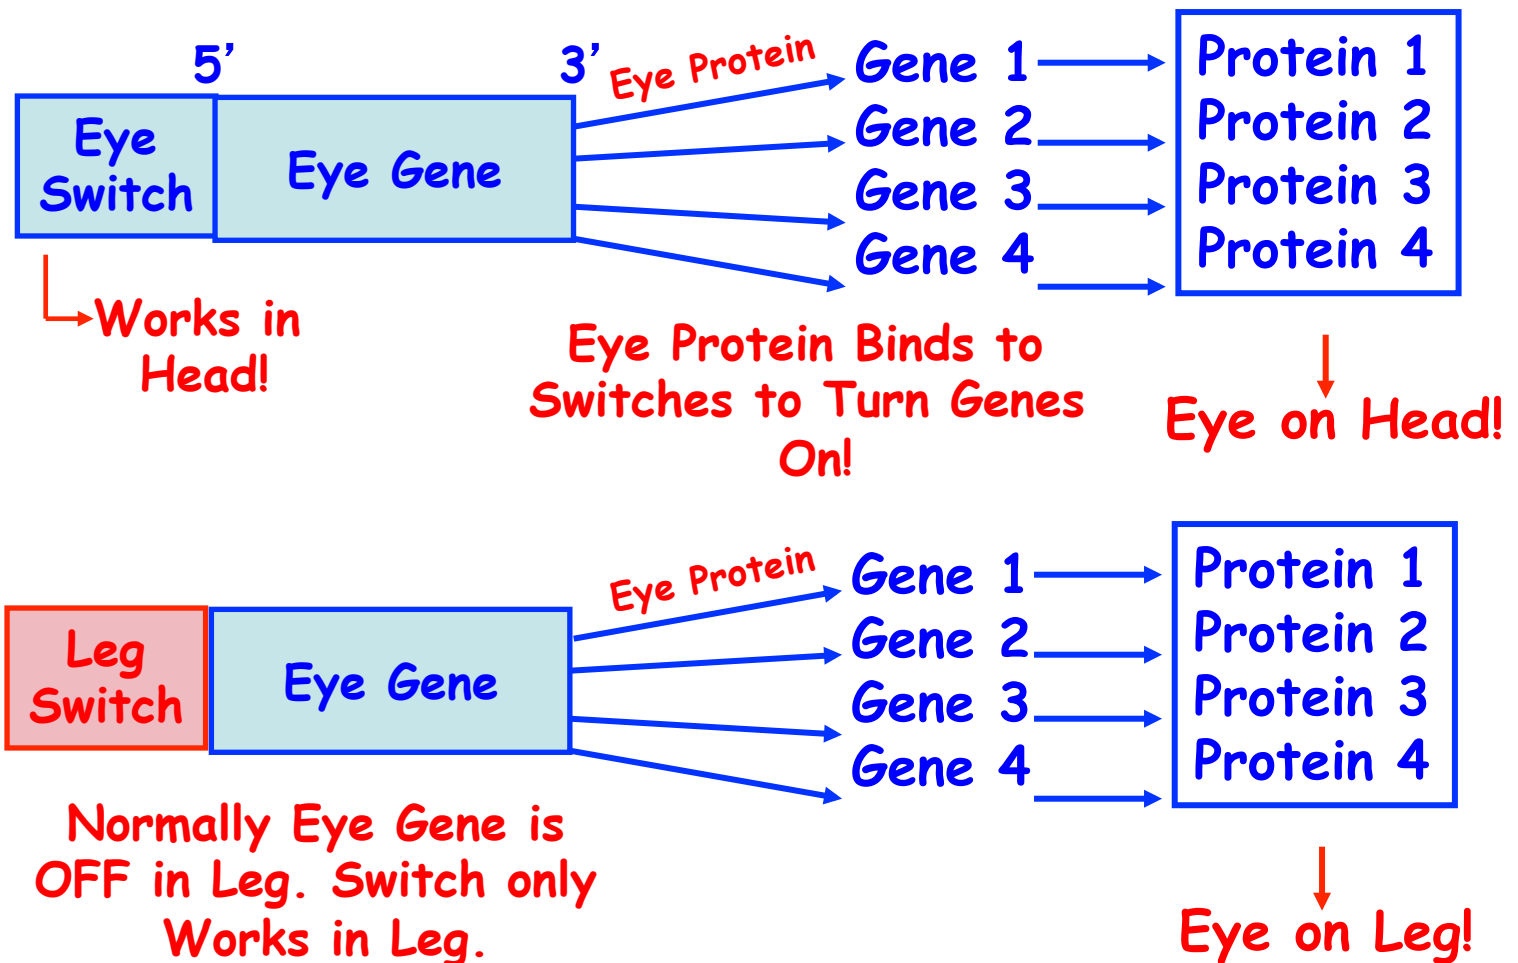 5’
3’
Eye
Switch
Eye Gene
Eye Protein
Gene 1
Gene 2
Gene 3
Gene 4
Protein 1
Protein 2
Protein 3
Protein 4
Works in
Head!
Eye Protein Binds to
Switches to Turn Genes
On!
Eye on Head!
Leg
Switch
Eye Gene
Eye Protein
Gene 1
Gene 2
Gene 3
Gene 4
Protein 1
Protein 2
Protein 3
Protein 4
Normally Eye Gene is
OFF in Leg. Switch only
Works in Leg.
Eye on Leg!